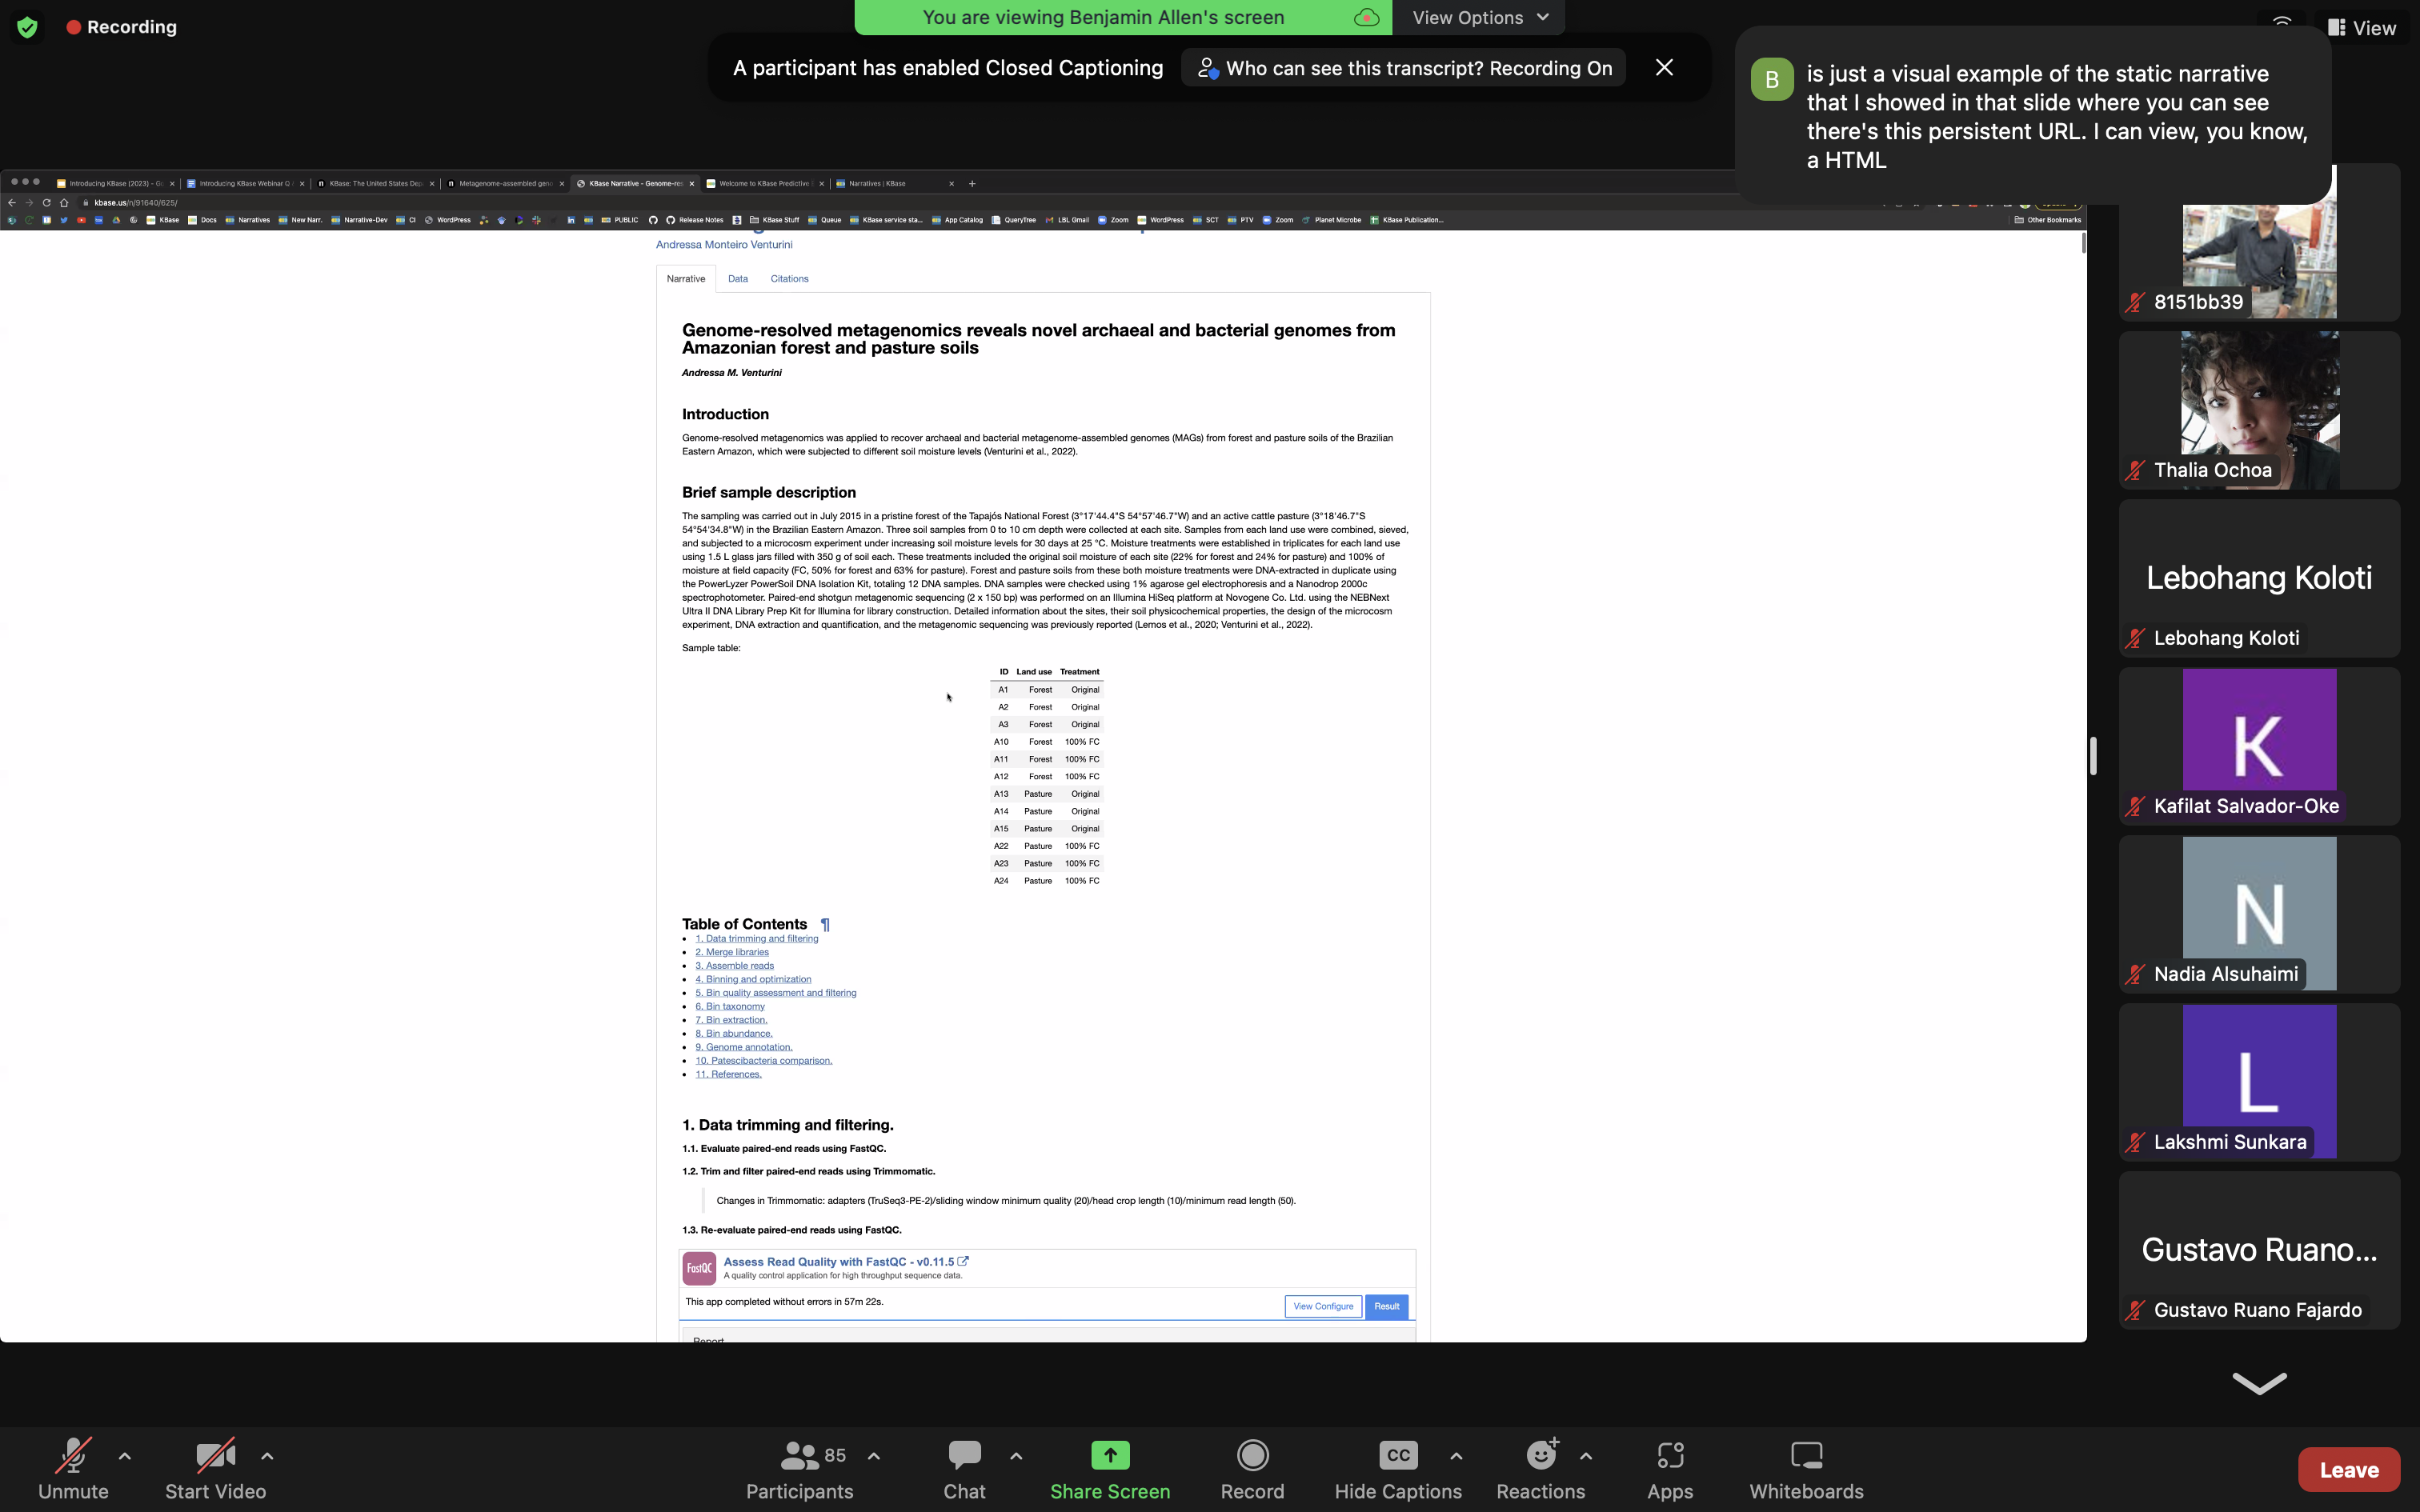 Recording
You are viewing Benjamin Allen's screen
View Options
View
A participant has enabled Closed Captioning
Who can see this transcript? Recording On
B
is just a visual example of the static narrative
that I showed in that slide where you can see
there's this persistent URL. I can view, you know,
a HTML
Introducing KBase (2023) - G
Introducing KBase Webinar Q
KBase: The United States Dep
Metagenome-assembled geno
KBase Narrative - Genome-res
Welcome to KBase Predictive
Narratives | KBase
kbase.us/n/91640/625/
KBase Docs Narratives New Narr. Narrative-Dev CI WordPress PUBLIC Release Notes KBase Stuff Queue KBase service sta... App Catalog QueryTree LBL Gmail Zoom WordPress SCT PTV Zoom Planet Microbe KBase Publication... Other Bookmarks
Andressa Monteiro Venturini
Narrative Data Citations
Genome-resolved metagenomics reveals novel archaeal and bacterial genomes from
Amazonian forest and pasture soils
Andressa M. Venturini
Introduction
Genome-resolved metagenomics was applied to recover archaeal and bacterial metagenome-assembled genomes (MAGs) from forest and pasture soils of the Brazilian
Eastern Amazon, which were subjected to different soil moisture levels (Venturini et al., 2022).
Brief sample description
The sampling was carried out in July 2015 in a pristine forest of the Tapajós National Forest (3°17'44.4"S 54°57'46.7"W) and an active cattle pasture (3°18'46.7"S
54°54'34.8"W) in the Brazilian Eastern Amazon. Three soil samples from 0 to 10 cm depth were collected at each site. Samples from each land use were combined, sieved,
and subjected to a microcosm experiment under increasing soil moisture levels for 30 days at 25 °C. Moisture treatments were established in triplicates for each land use
using 1.5 L glass jars filled with 350 g of soil each. These treatments included the original soil moisture of each site (22% for forest and 24% for pasture) and 100% of
moisture at field capacity (FC, 50% for forest and 63% for pasture). Forest and pasture soils from these both moisture treatments were DNA-extracted in duplicate using
the PowerLyzer PowerSoil DNA Isolation Kit, totaling 12 DNA samples. DNA samples were checked using 1% agarose gel electrophoresis and a Nanodrop 2000c
spectrophotometer. Paired-end shotgun metagenomic sequencing (2 x 150 bp) was performed on an Illumina HiSeq platform at Novogene Co. Ltd. using the NEBNext
Ultra II DNA Library Prep Kit for Illumina for library construction. Detailed information about the sites, their soil physicochemical properties, the design of the microcosm
experiment, DNA extraction and quantification, and the metagenomic sequencing was previously reported (Lemos et al., 2020; Venturini et al., 2022).
Sample table:
ID Land use Treatment
A1 Forest Original
A2 Forest Original
A3 Forest Original
A10 Forest 100% FC
A11 Forest 100% FC
A12 Forest 100% FC
A13 Pasture Original
A14 Pasture Original
A15 Pasture Original
A22 Pasture 100% FC
A23 Pasture 100% FC
A24 Pasture 100% FC
Table of Contents ¶
1. Data trimming and filtering
2. Merge libraries
3. Assemble reads
4. Binning and optimization
5. Bin quality assessment and filtering
6. Bin taxonomy
7. Bin extraction.
8. Bin abundance.
9. Genome annotation.
10. Patescibacteria comparison.
11. References.
1. Data trimming and filtering.
1.1. Evaluate paired-end reads using FastQC.
1.2. Trim and filter paired-end reads using Trimmomatic.
Changes in Trimmomatic: adapters (TruSeq3-PE-2)/sliding window minimum quality (20)/head crop length (10)/minimum read length (50).
1.3. Re-evaluate paired-end reads using FastQC.
FastQC
Assess Read Quality with FastQC - v0.11.5
A quality control application for high throughput sequence data.
This app completed without errors in 57m 22s.
View Configure Result
Report
8151bb39
Thalia Ochoa
Lebohang Koloti
Lebohang Koloti
K
Kafilat Salvador-Oke
N
Nadia Alsuhaimi
L
Lakshmi Sunkara
Gustavo Ruano...
Gustavo Ruano Fajardo
Unmute
Start Video
85
Participants
Chat
Share Screen
Record
CC
Hide Captions
Reactions
Apps
Whiteboards
Leave